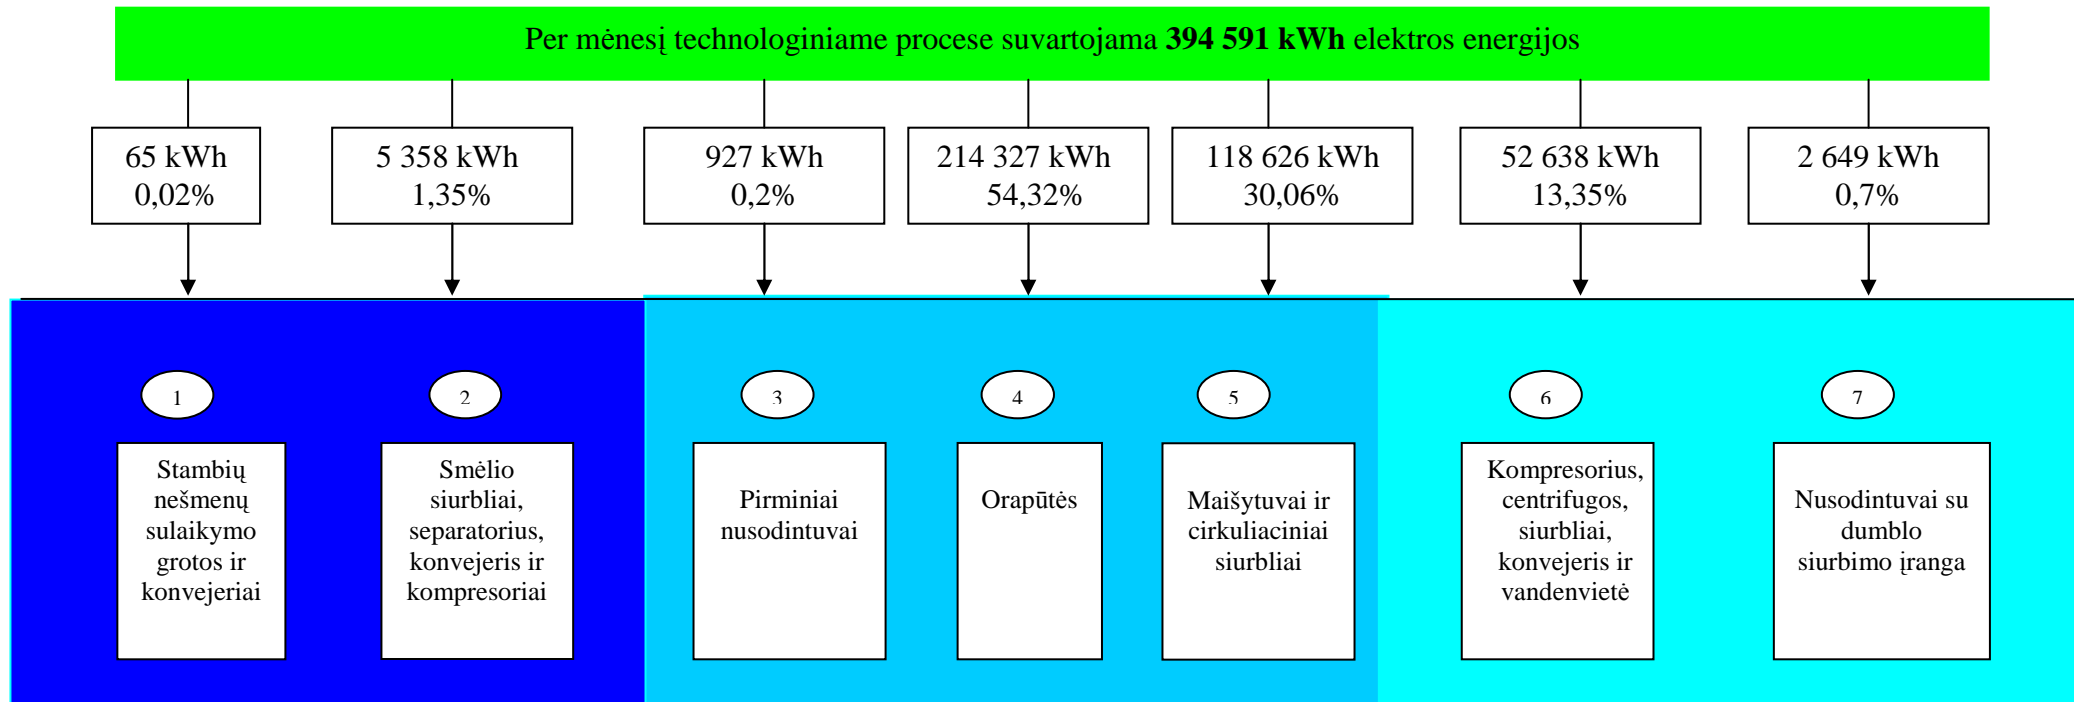 Per mėnesį technologiniame procese suvartojama 394 591 kWh elektros energijos
65 kWh
0,02%
5 358 kWh
1,35%
927 kWh
0,2%
214 327 kWh
54,32%
118 626 kWh
30,06%
52 638 kWh
13,35%
2 649 kWh
0,7%
1
2
3
4
5
6
7
Stambių
nešmenų
sulaikymo
grotos ir
konvejeriai
Smėlio
siurbliai,
separatorius,
konvejeris ir
kompresoriai
Pirminiai
nusodintuvai
Orapūtės
Maišytuvai ir
cirkuliaciniai
siurbliai
Kompresorius,
centrifugos,
siurbliai,
konvejeris ir
vandenvietė
Nusodintuvai su
dumblo
siurbimo įranga